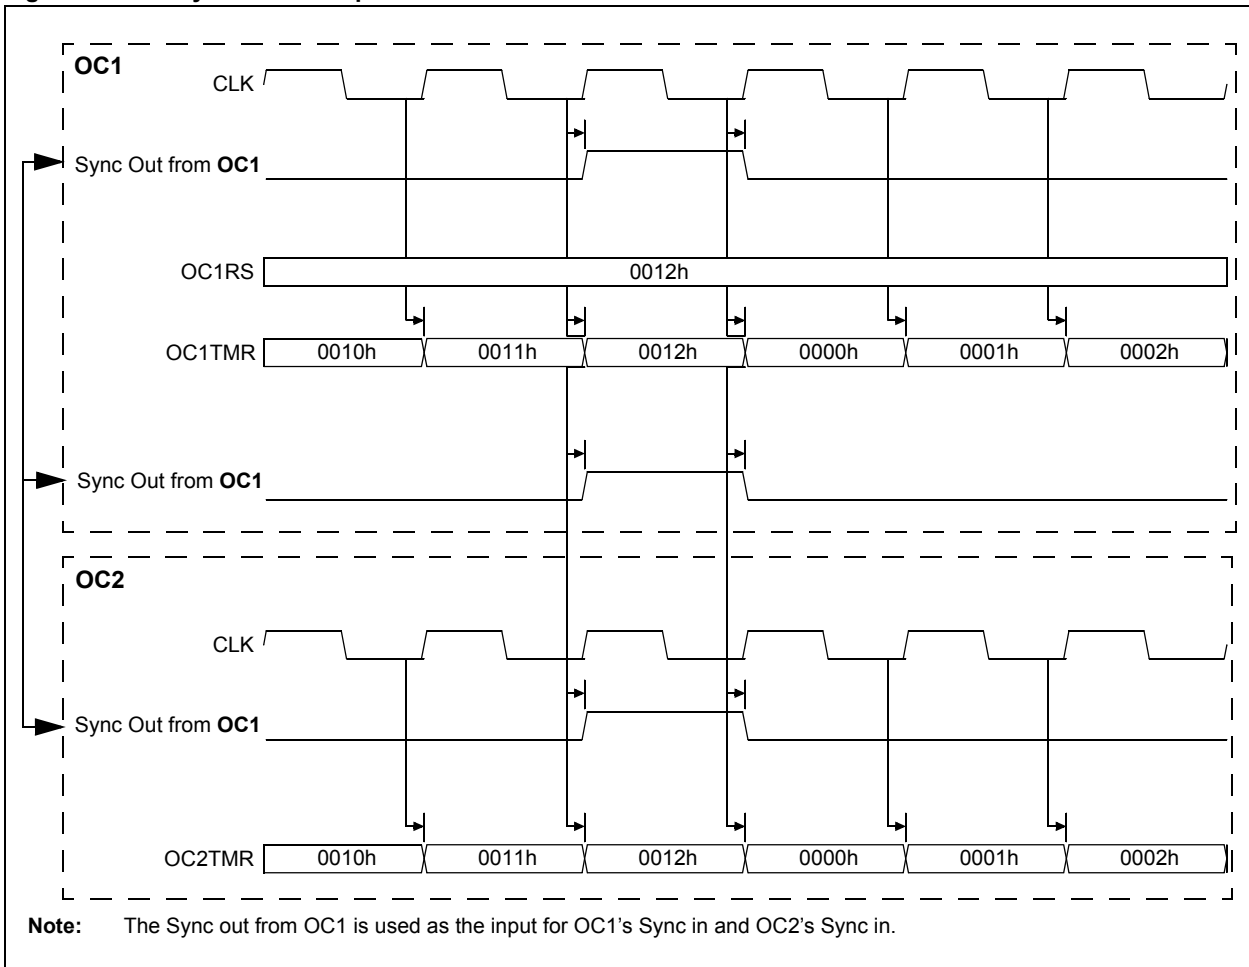 OC1
CLK
Sync Out from OC1
OC1RS 0012h
OC1TMR 0010h 0011h 0012h 0000h 0001h 0002h
Sync Out from OC1
OC2
CLK
Sync Out from OC1
OC2TMR 0010h 0011h 0012h 0000h 0001h 0002h
Note: The Sync out from OC1 is used as the input for OC1's Sync in and OC2's Sync in.